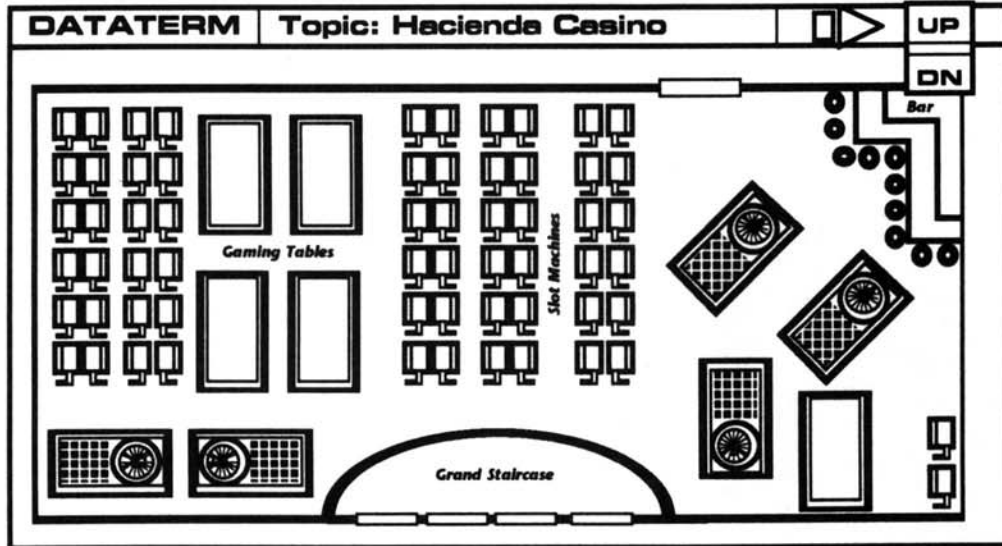 DATATERM Topic: Hacienda Casino UP
DN
Bar
Gaming Tables
Slot Machines
Grand Staircase